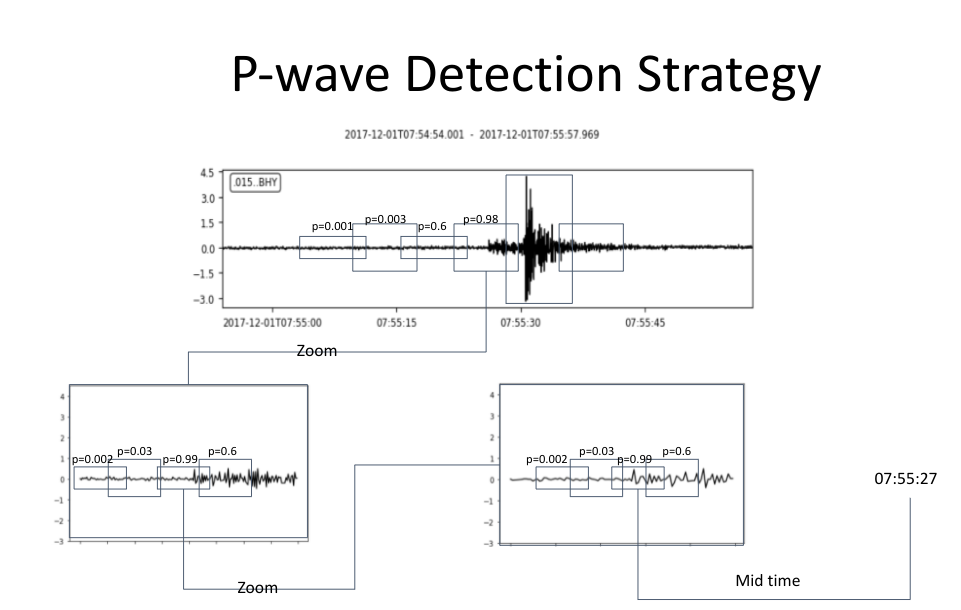 P-wave Detection Strategy
2017-12-01T07:54:54.001 - 2017-12-01T07:55:57.969
4.5
.015..BHY
3.0
1.5
p=0.001
p=0.003
p=0.6
p=0.98
0.0
−1.5
−3.0
2017-12-01T07:55:00
07:55:15
07:55:30
07:55:45
Zoom
4
3
2
1
p=0.002
p=0.03
p=0.99
p=0.6
0
−1
−2
−3
Zoom
4
3
2
1
p=0.002
p=0.03
p=0.99
p=0.6
0
−1
−2
−3
07:55:27
Mid time